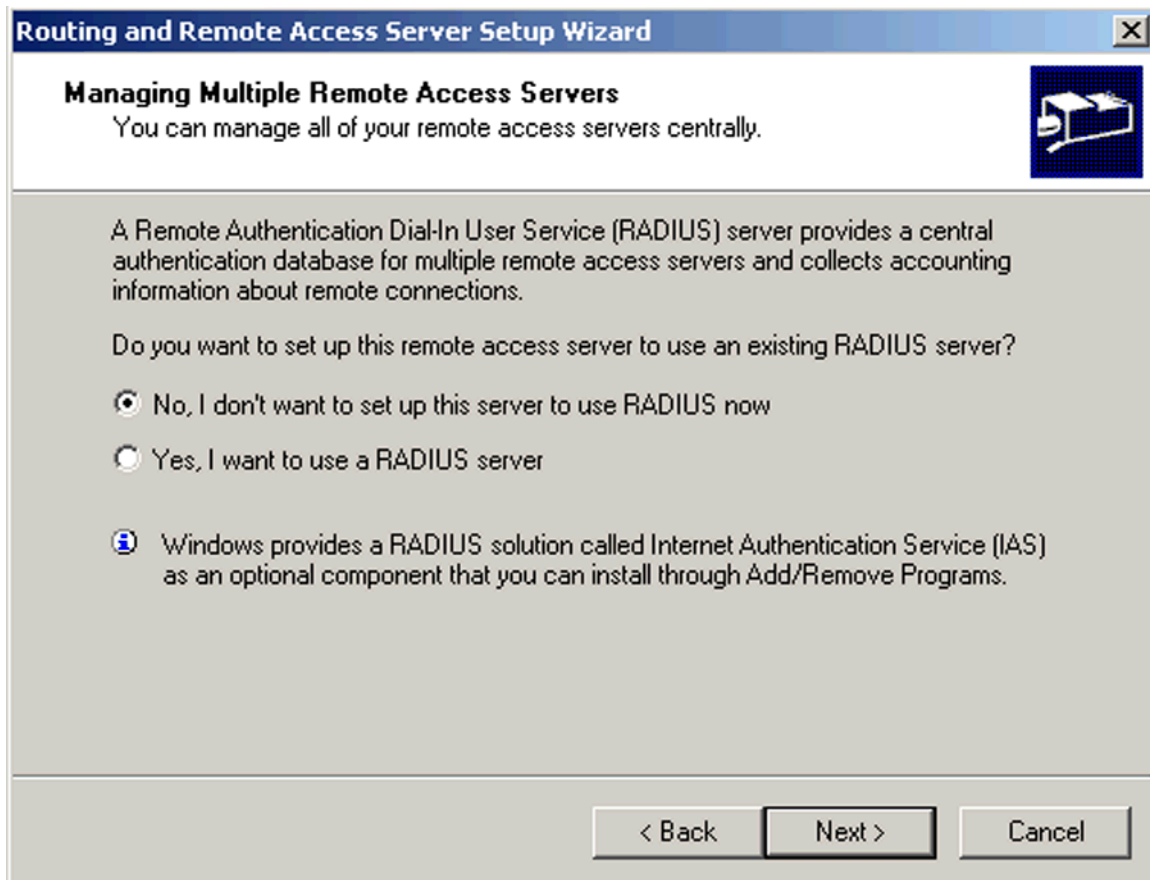 Routing and Remote Access Server Setup Wizard
Managing Multiple Remote Access Servers
You can manage all of your remote access servers centrally.
A Remote Authentication Dial-In User Service (RADIUS) server provides a central
authentication database for multiple remote access servers and collects accounting
information about remote connections.
Do you want to set up this remote access server to use an existing RADIUS server?
No, I don't want to set up this server to use RADIUS now
Yes, I want to use a RADIUS server
Windows provides a RADIUS solution called Internet Authentication Service (IAS)
as an optional component that you can install through Add/Remove Programs.
< Back Next > Cancel